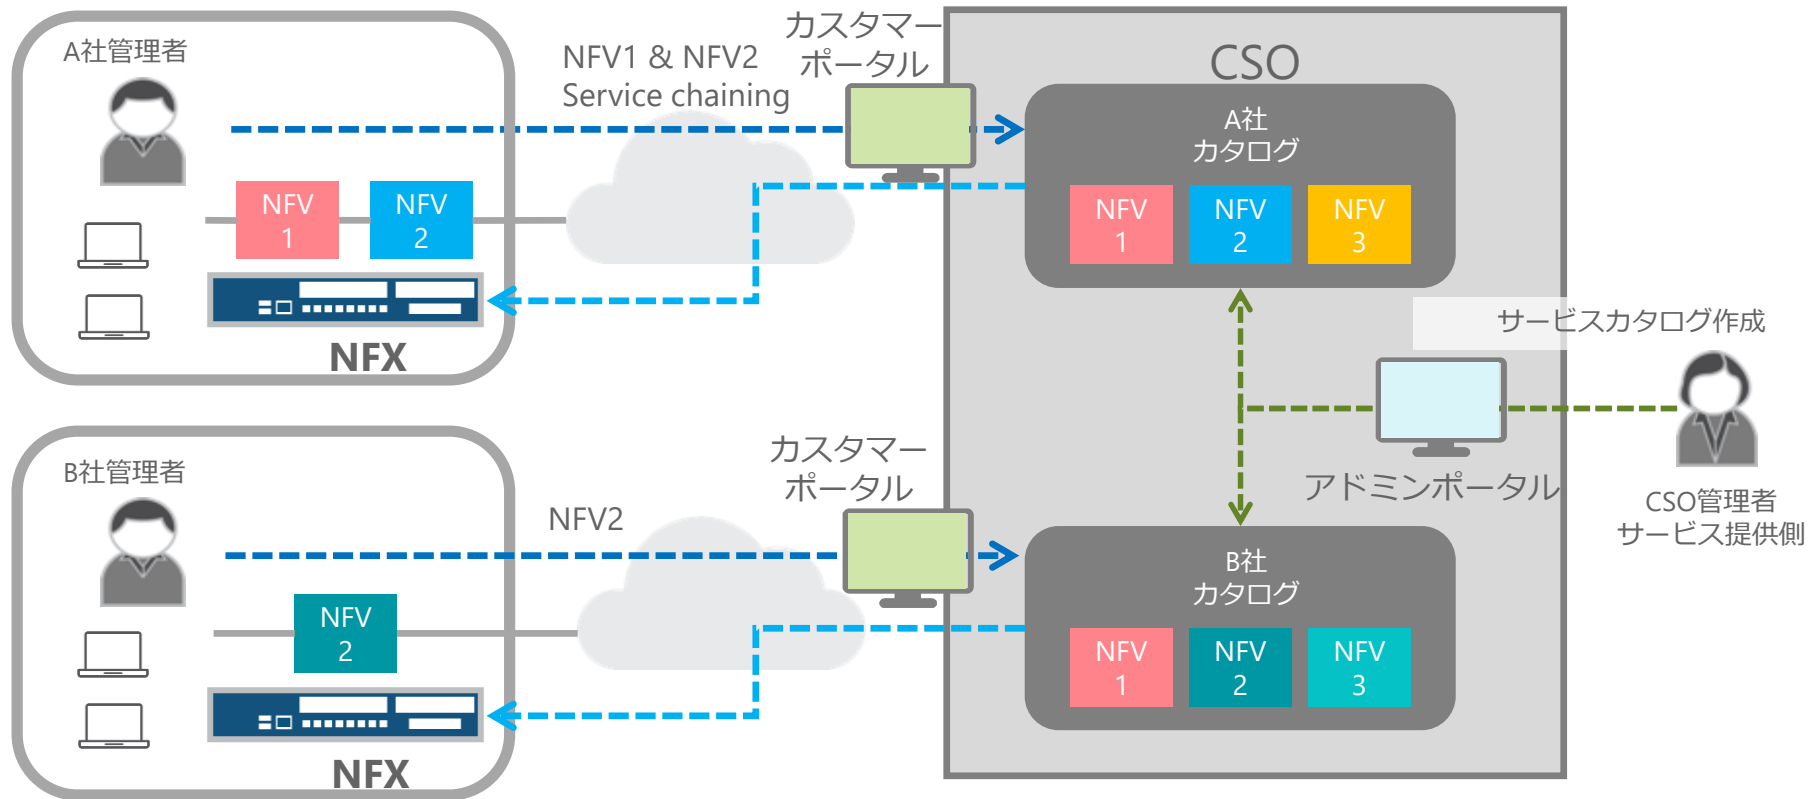 A社管理者
NFV
1
NFV
2
NFX
NFV1 & NFV2
Service chaining
カスタマー
ポータル
CSO
A社
カタログ
NFV
1
NFV
2
NFV
3
サービスカタログ作成
アドミンポータル
CSO管理者
サービス提供側
B社管理者
NFV
2
NFX
NFV2
カスタマー
ポータル
B社
カタログ
NFV
1
NFV
2
NFV
3